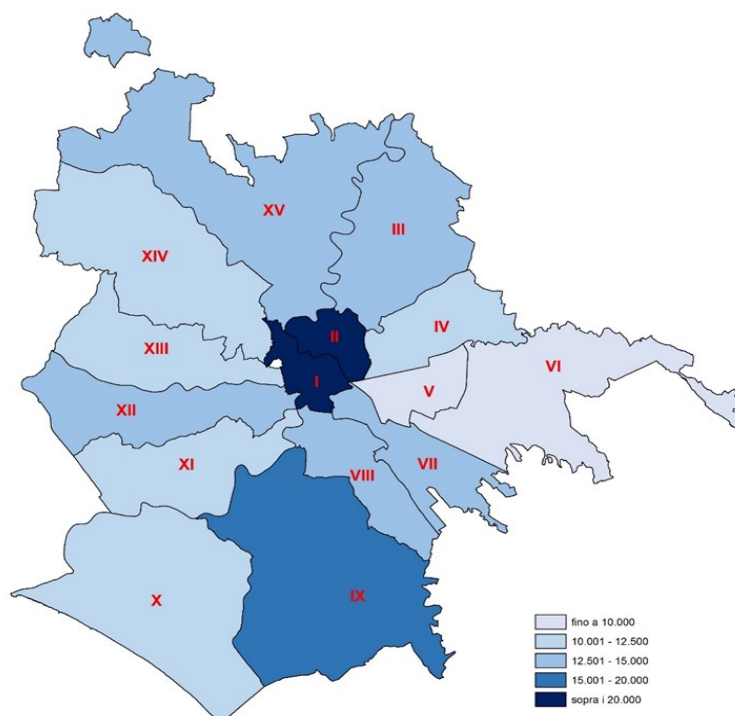 XV
III
XIV
II
IV
XIII
VI
I
V
XII
XI
VII
VIII
X
IX
fino a 10.000
10.001 - 12.500
12.501 - 15.000
15.001 - 20.000
sopra i 20.000